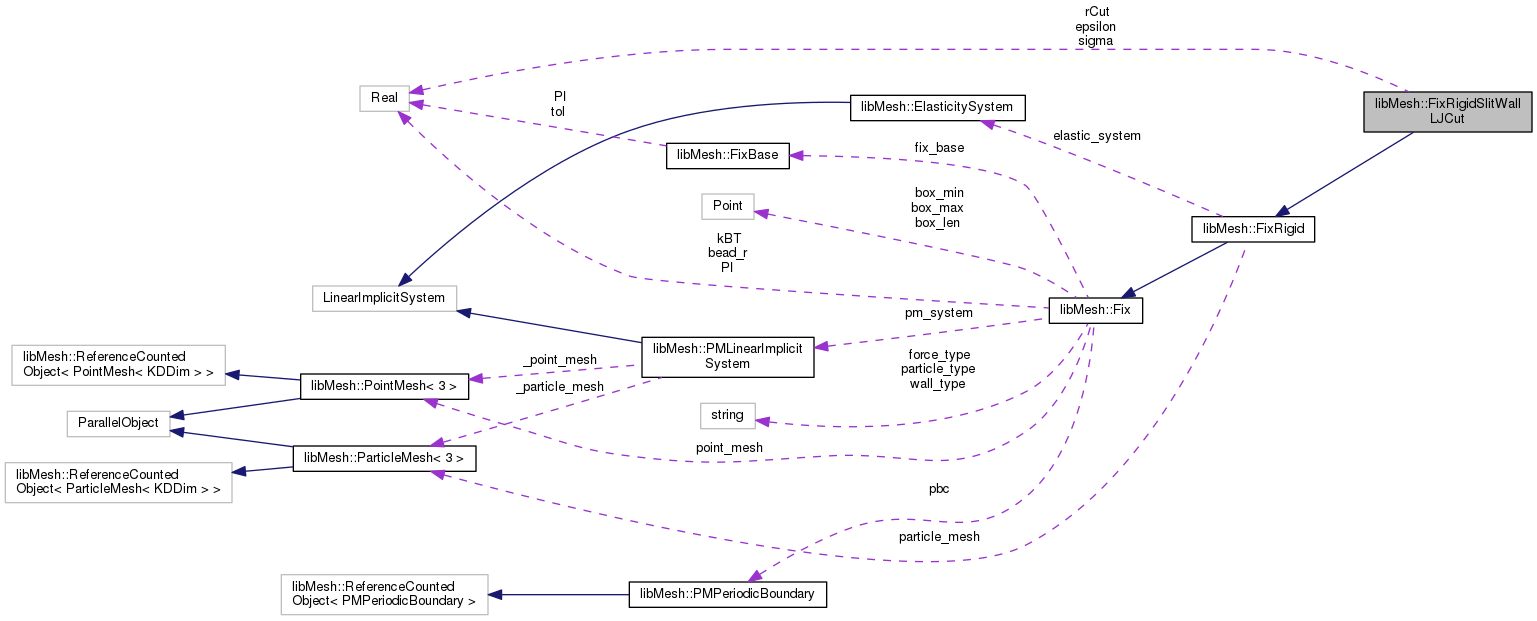 rCut
epsilon
sigma
Real
PI
tol
libMesh::ElasticitySystem
libMesh::FixRigidSlitWall
LJCut
elastic_system
libMesh::FixBase
fix_base
Point
box_min
box_max
box_len
libMesh::FixRigid
kBT
bead_r
PI
LinearImplicitSystem
libMesh::Fix
pm_system
libMesh::PMLinearImplicit
System
libMesh::ReferenceCounted
Object< PointMesh< KDDim > >
_point_mesh
force_type
particle_type
wall_type
libMesh::PointMesh< 3 >
_particle_mesh
ParallelObject
string
point_mesh
libMesh::ParticleMesh< 3 >
libMesh::ReferenceCounted
Object< ParticleMesh< KDDim > >
pbc
particle_mesh
libMesh::ReferenceCounted
Object< PMPeriodicBoundary >
libMesh::PMPeriodicBoundary